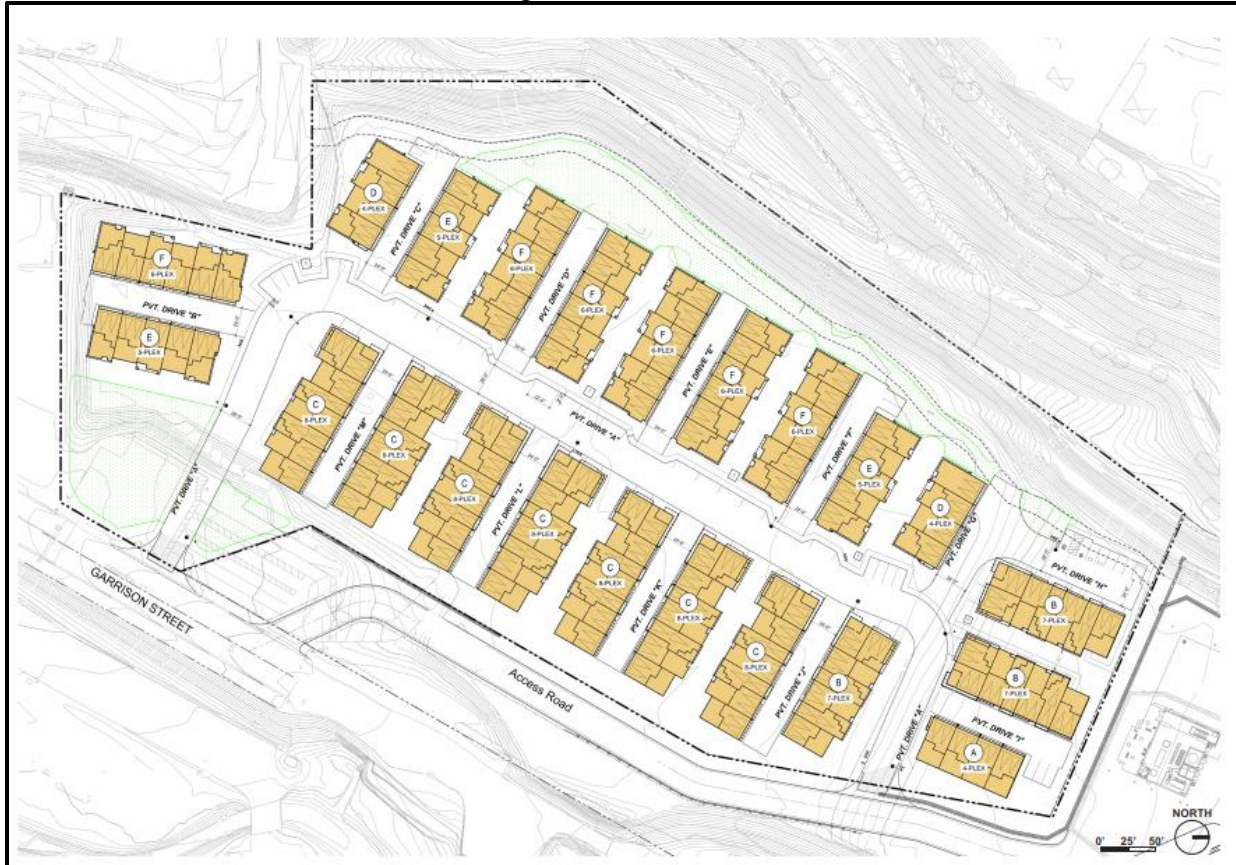 D
4-PLEX
PVT. DRIVE "C"
E
5-PLEX
F
6-PLEX
PVT. DRIVE "D"
F
6-PLEX
F
6-PLEX
PVT. DRIVE "E"
F
6-PLEX
F
6-PLEX
PVT. DRIVE "F"
E
5-PLEX
D
4-PLEX
PVT. DRIVE "G"
F
6-PLEX
PVT. DRIVE "B"
E
5-PLEX
PVT. DRIVE "A"
C
8-PLEX
PVT. DRIVE "M"
C
8-PLEX
C
8-PLEX
PVT. DRIVE "L"
C
8-PLEX
C
8-PLEX
PVT. DRIVE "K"
C
8-PLEX
C
8-PLEX
PVT. DRIVE "J"
B
7-PLEX
PVT. DRIVE "A"
PVT. DRIVE "H"
B
7-PLEX
B
7-PLEX
PVT. DRIVE "I"
A
4-PLEX
PVT. DRIVE "A"
GARRISON STREET
Access Road
NORTH
0' 25' 50'